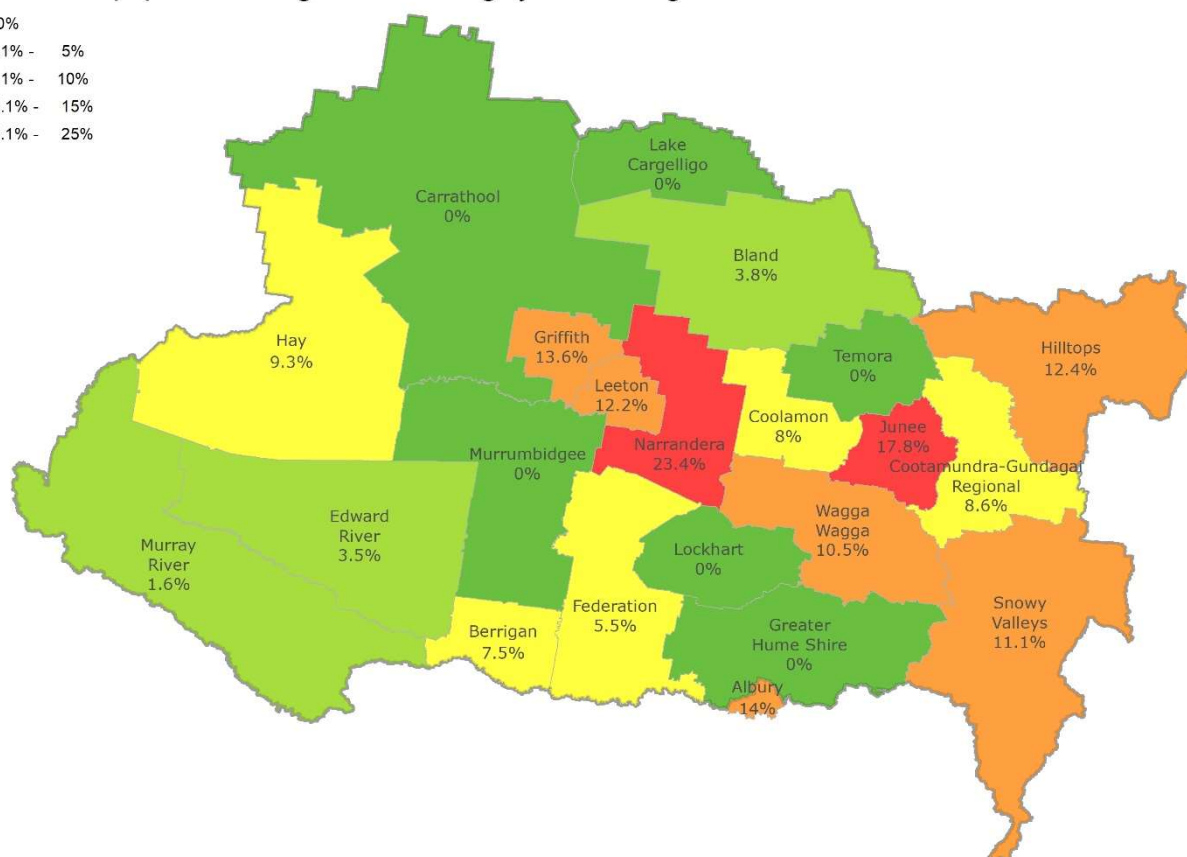 0%
1% - 5%
1% - 10%
.1% - 15%
.1% - 25%
Lake
Cargelligo
0%
Carrathool
0%
Bland
3.8%
Hay
9.3%
Griffith
13.6%
Hilltops
12.4%
Temora
0%
Leeton
12.2%
Coolamon
8%
Junee
17.8%
Narrandera
23.4%
Murrumbidgee
0%
Cootamundra-Gundagai
Regional
8.6%
Wagga
Wagga
10.5%
Edward
River
3.5%
Murray
River
1.6%
Lockhart
0%
Federation
5.5%
Snowy
Valleys
11.1%
Berrigan
7.5%
Greater
Hume Shire
0%
Albury
14%